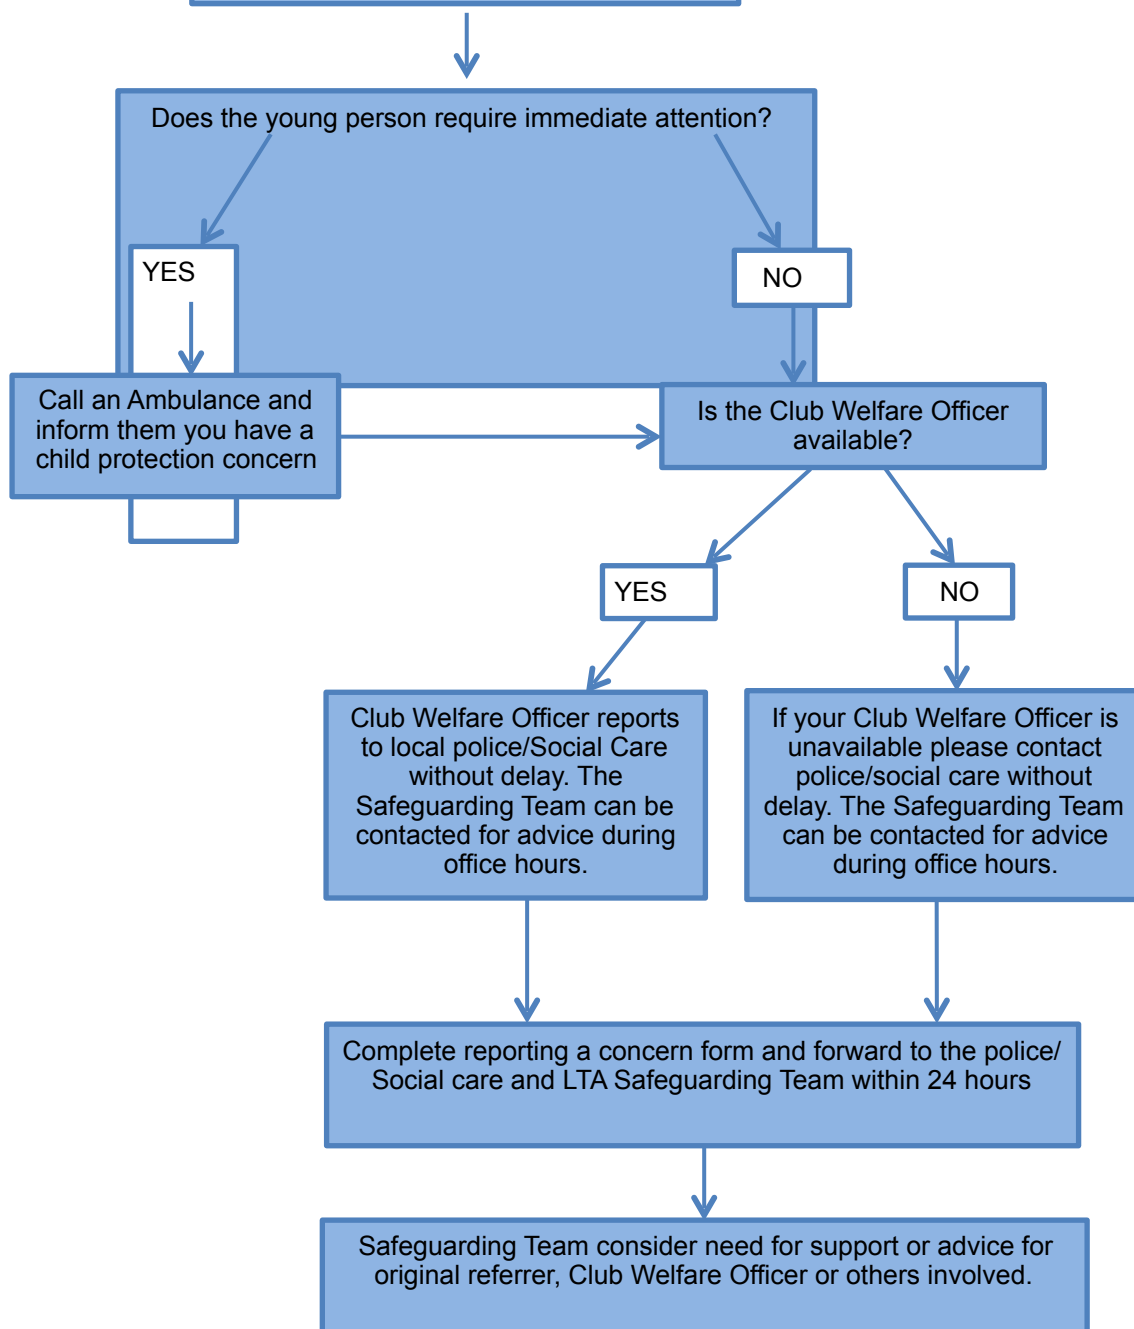 Does the young person require immediate attention?
YES
NO
Call an Ambulance and
inform them you have a
child protection concern
Is the Club Welfare Officer
available?
YES
NO
Club Welfare Officer reports
to local police/Social Care
without delay. The
Safeguarding Team can be
contacted for advice during
office hours.
If your Club Welfare Officer is
unavailable please contact
police/social care without
delay. The Safeguarding Team
can be contacted for advice
during office hours.
Complete reporting a concern form and forward to the police/
Social care and LTA Safeguarding Team within 24 hours
Safeguarding Team consider need for support or advice for
original referrer, Club Welfare Officer or others involved.